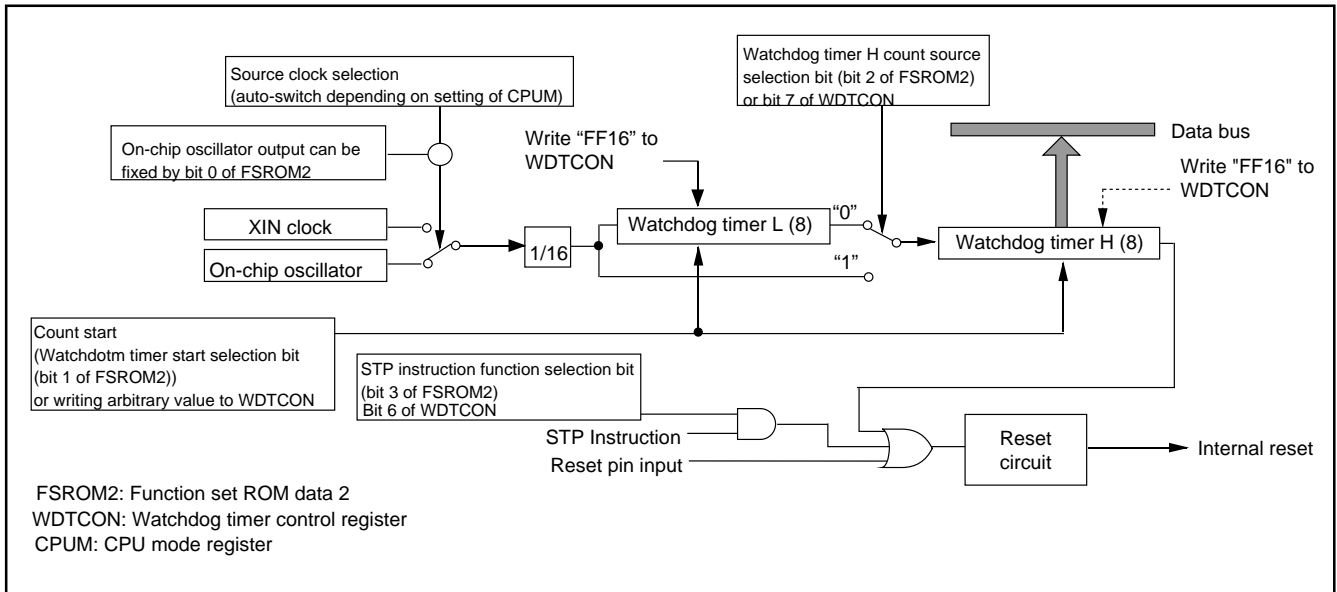 Source clock selection
(auto-switch depending on setting of CPUM)
Watchdog timer H count source
selection bit (bit 2 of FSROM2)
or bit 7 of WDTCON
On-chip oscillator output can be
fixed by bit 0 of FSROM2
Write “FF16” to
WDTCON
Data bus
Write "FF16" to
WDTCON
XIN clock
On-chip oscillator
1/16
Watchdog timer L (8)
“0”
“1”
Watchdog timer H (8)
Count start
(Watchdotm timer start selection bit
(bit 1 of FSROM2))
or writing arbitrary value to WDTCON
STP instruction function selection bit
(bit 3 of FSROM2)
Bit 6 of WDTCON
STP Instruction
Reset pin input
Reset
circuit
Internal reset
FSROM2: Function set ROM data 2
WDTCON: Watchdog timer control register
CPUM: CPU mode register